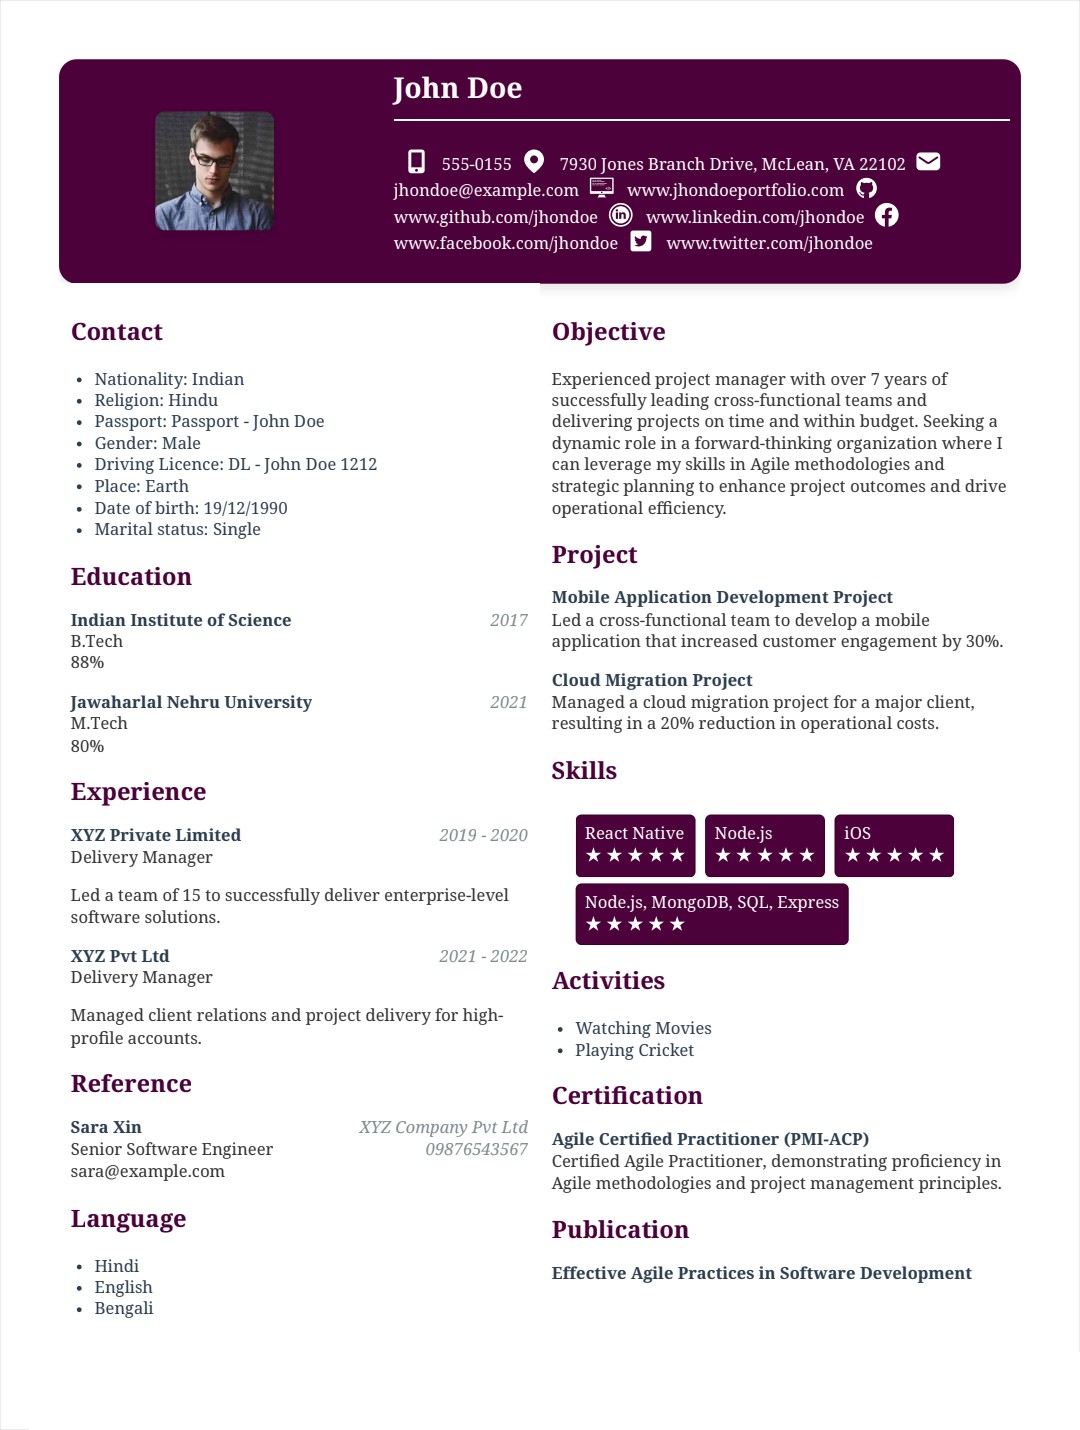 John Doe
555-0155 7930 Jones Branch Drive, McLean, VA 22102
jhondoe@example.com www.jhondoeportfolio.com
www.github.com/jhondoe www.linkedin.com/jhondoe
www.facebook.com/jhondoe www.twitter.com/jhondoe
Contact
• Nationality: Indian
• Religion: Hindu
• Passport: Passport - John Doe
• Gender: Male
• Driving Licence: DL - John Doe 1212
• Place: Earth
• Date of birth: 19/12/1990
• Marital status: Single
Education
Indian Institute of Science 2017
B.Tech
88%
Jawaharlal Nehru University 2021
M.Tech
80%
Experience
XYZ Private Limited 2019 - 2020
Delivery Manager
Led a team of 15 to successfully deliver enterprise-level
software solutions.
XYZ Pvt Ltd 2021 - 2022
Delivery Manager
Managed client relations and project delivery for high-
profile accounts.
Reference
Sara Xin XYZ Company Pvt Ltd
Senior Software Engineer 09876543567
sara@example.com
Language
• Hindi
• English
• Bengali
Objective
Experienced project manager with over 7 years of
successfully leading cross-functional teams and
delivering projects on time and within budget. Seeking a
dynamic role in a forward-thinking organization where I
can leverage my skills in Agile methodologies and
strategic planning to enhance project outcomes and drive
operational efficiency.
Project
Mobile Application Development Project
Led a cross-functional team to develop a mobile
application that increased customer engagement by 30%.
Cloud Migration Project
Managed a cloud migration project for a major client,
resulting in a 20% reduction in operational costs.
Skills
React Native Node.js iOS
★ ★ ★ ★ ★ ★ ★ ★ ★ ★ ★ ★ ★ ★ ★
Node.js, MongoDB, SQL, Express
★ ★ ★ ★ ★
Activities
• Watching Movies
• Playing Cricket
Certification
Agile Certified Practitioner (PMI-ACP)
Certified Agile Practitioner, demonstrating proficiency in
Agile methodologies and project management principles.
Publication
Effective Agile Practices in Software Development